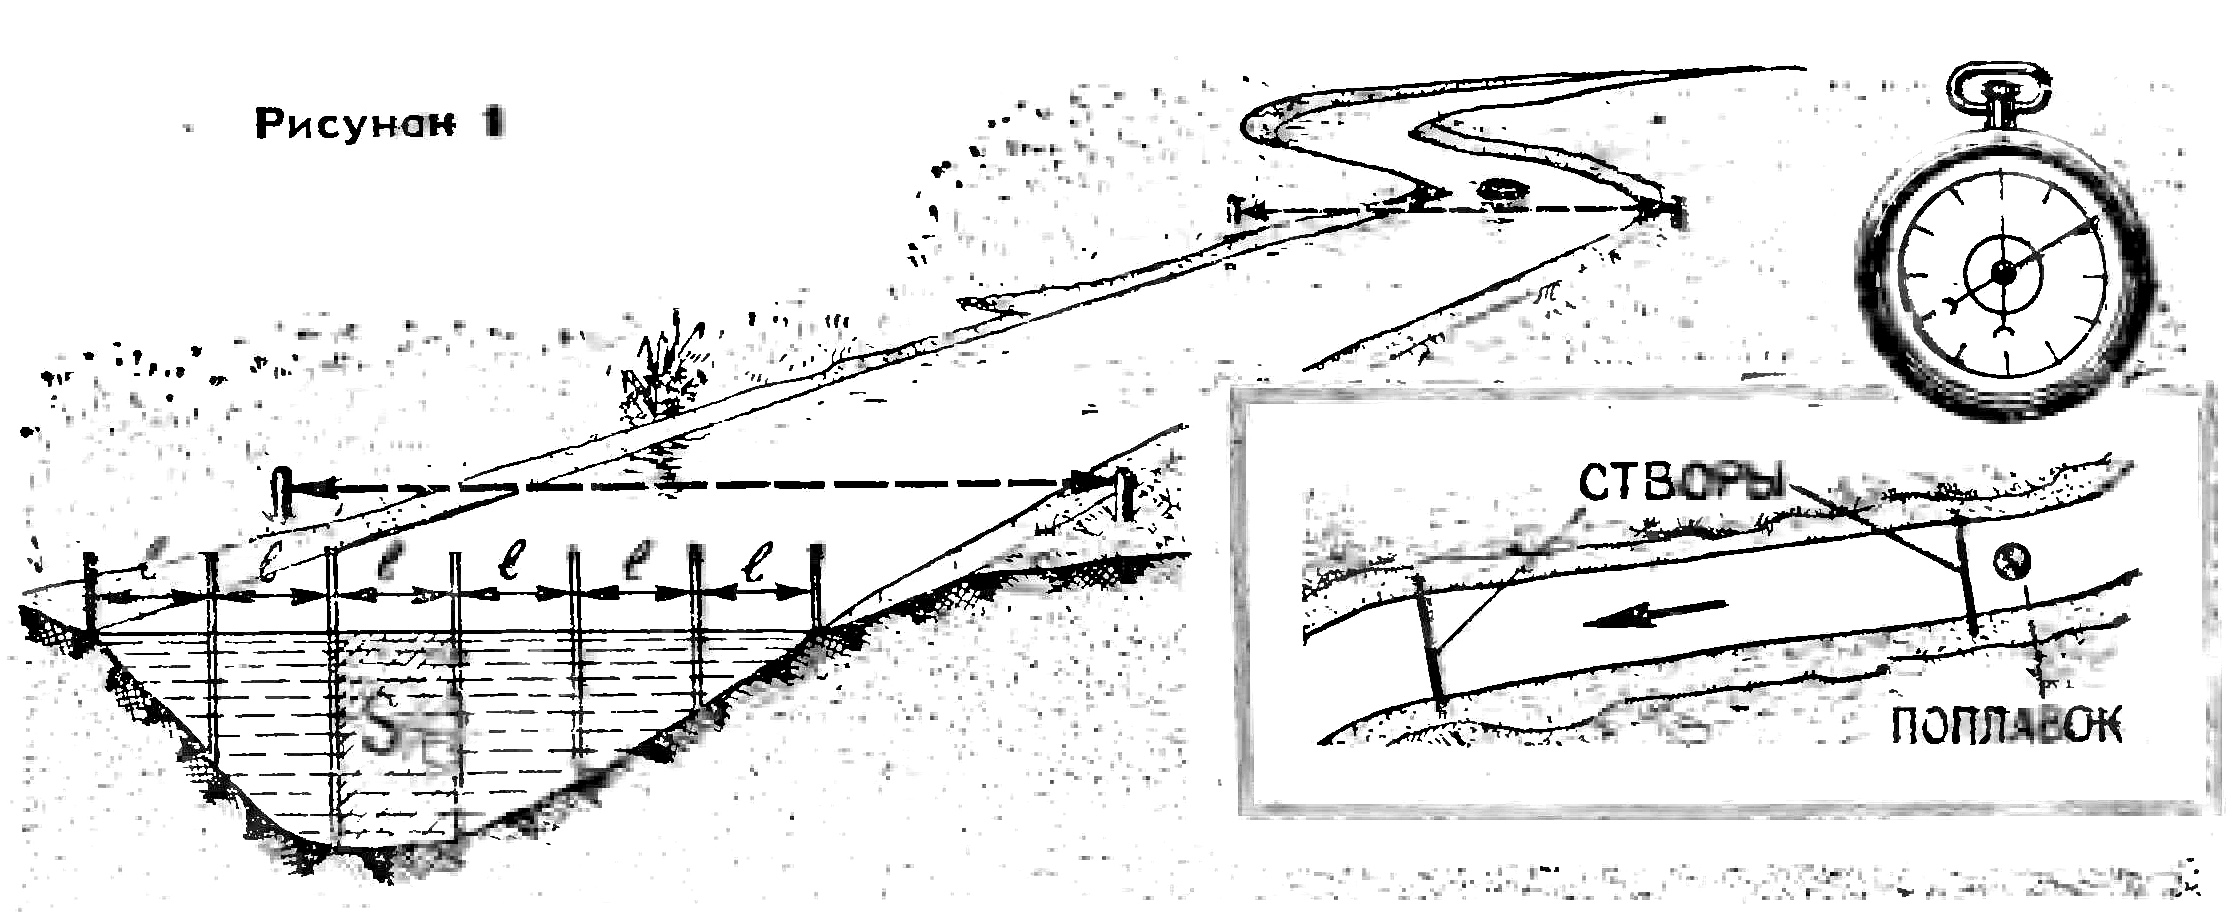 Рисунок 1
СТВОРЫ
l l l l l l
S
ПОПЛАВОК